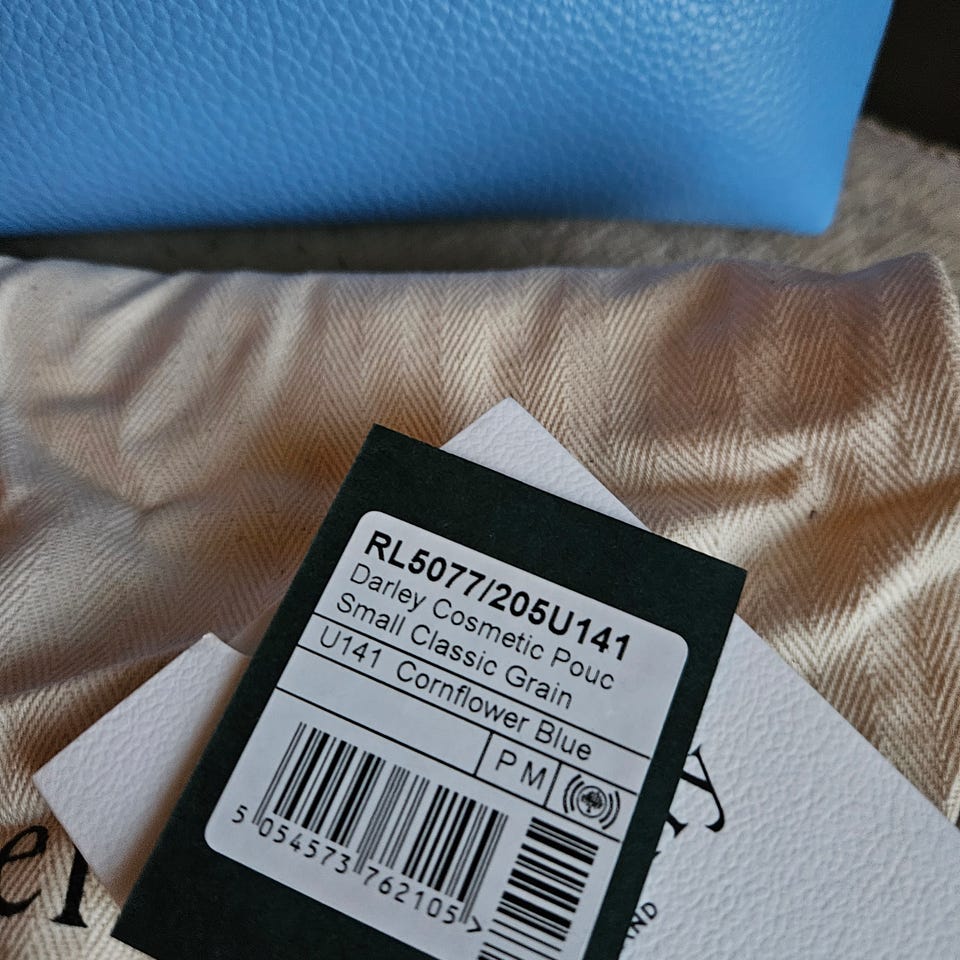 RL5077/205U141
Darley Cosmetic Pouc
Small Classic Grain
U141 Cornflower Blue
P M
5 054573 762105 >